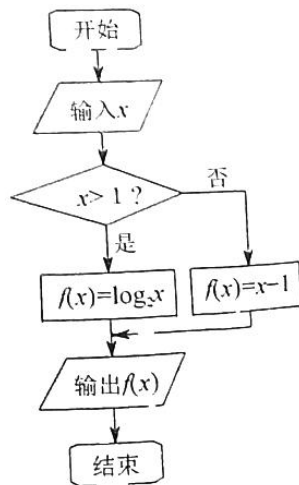 开始
输入x
x> 1 ?
否
是
f(x)=log₂x
f(x)=x-1
输出f(x)
结束